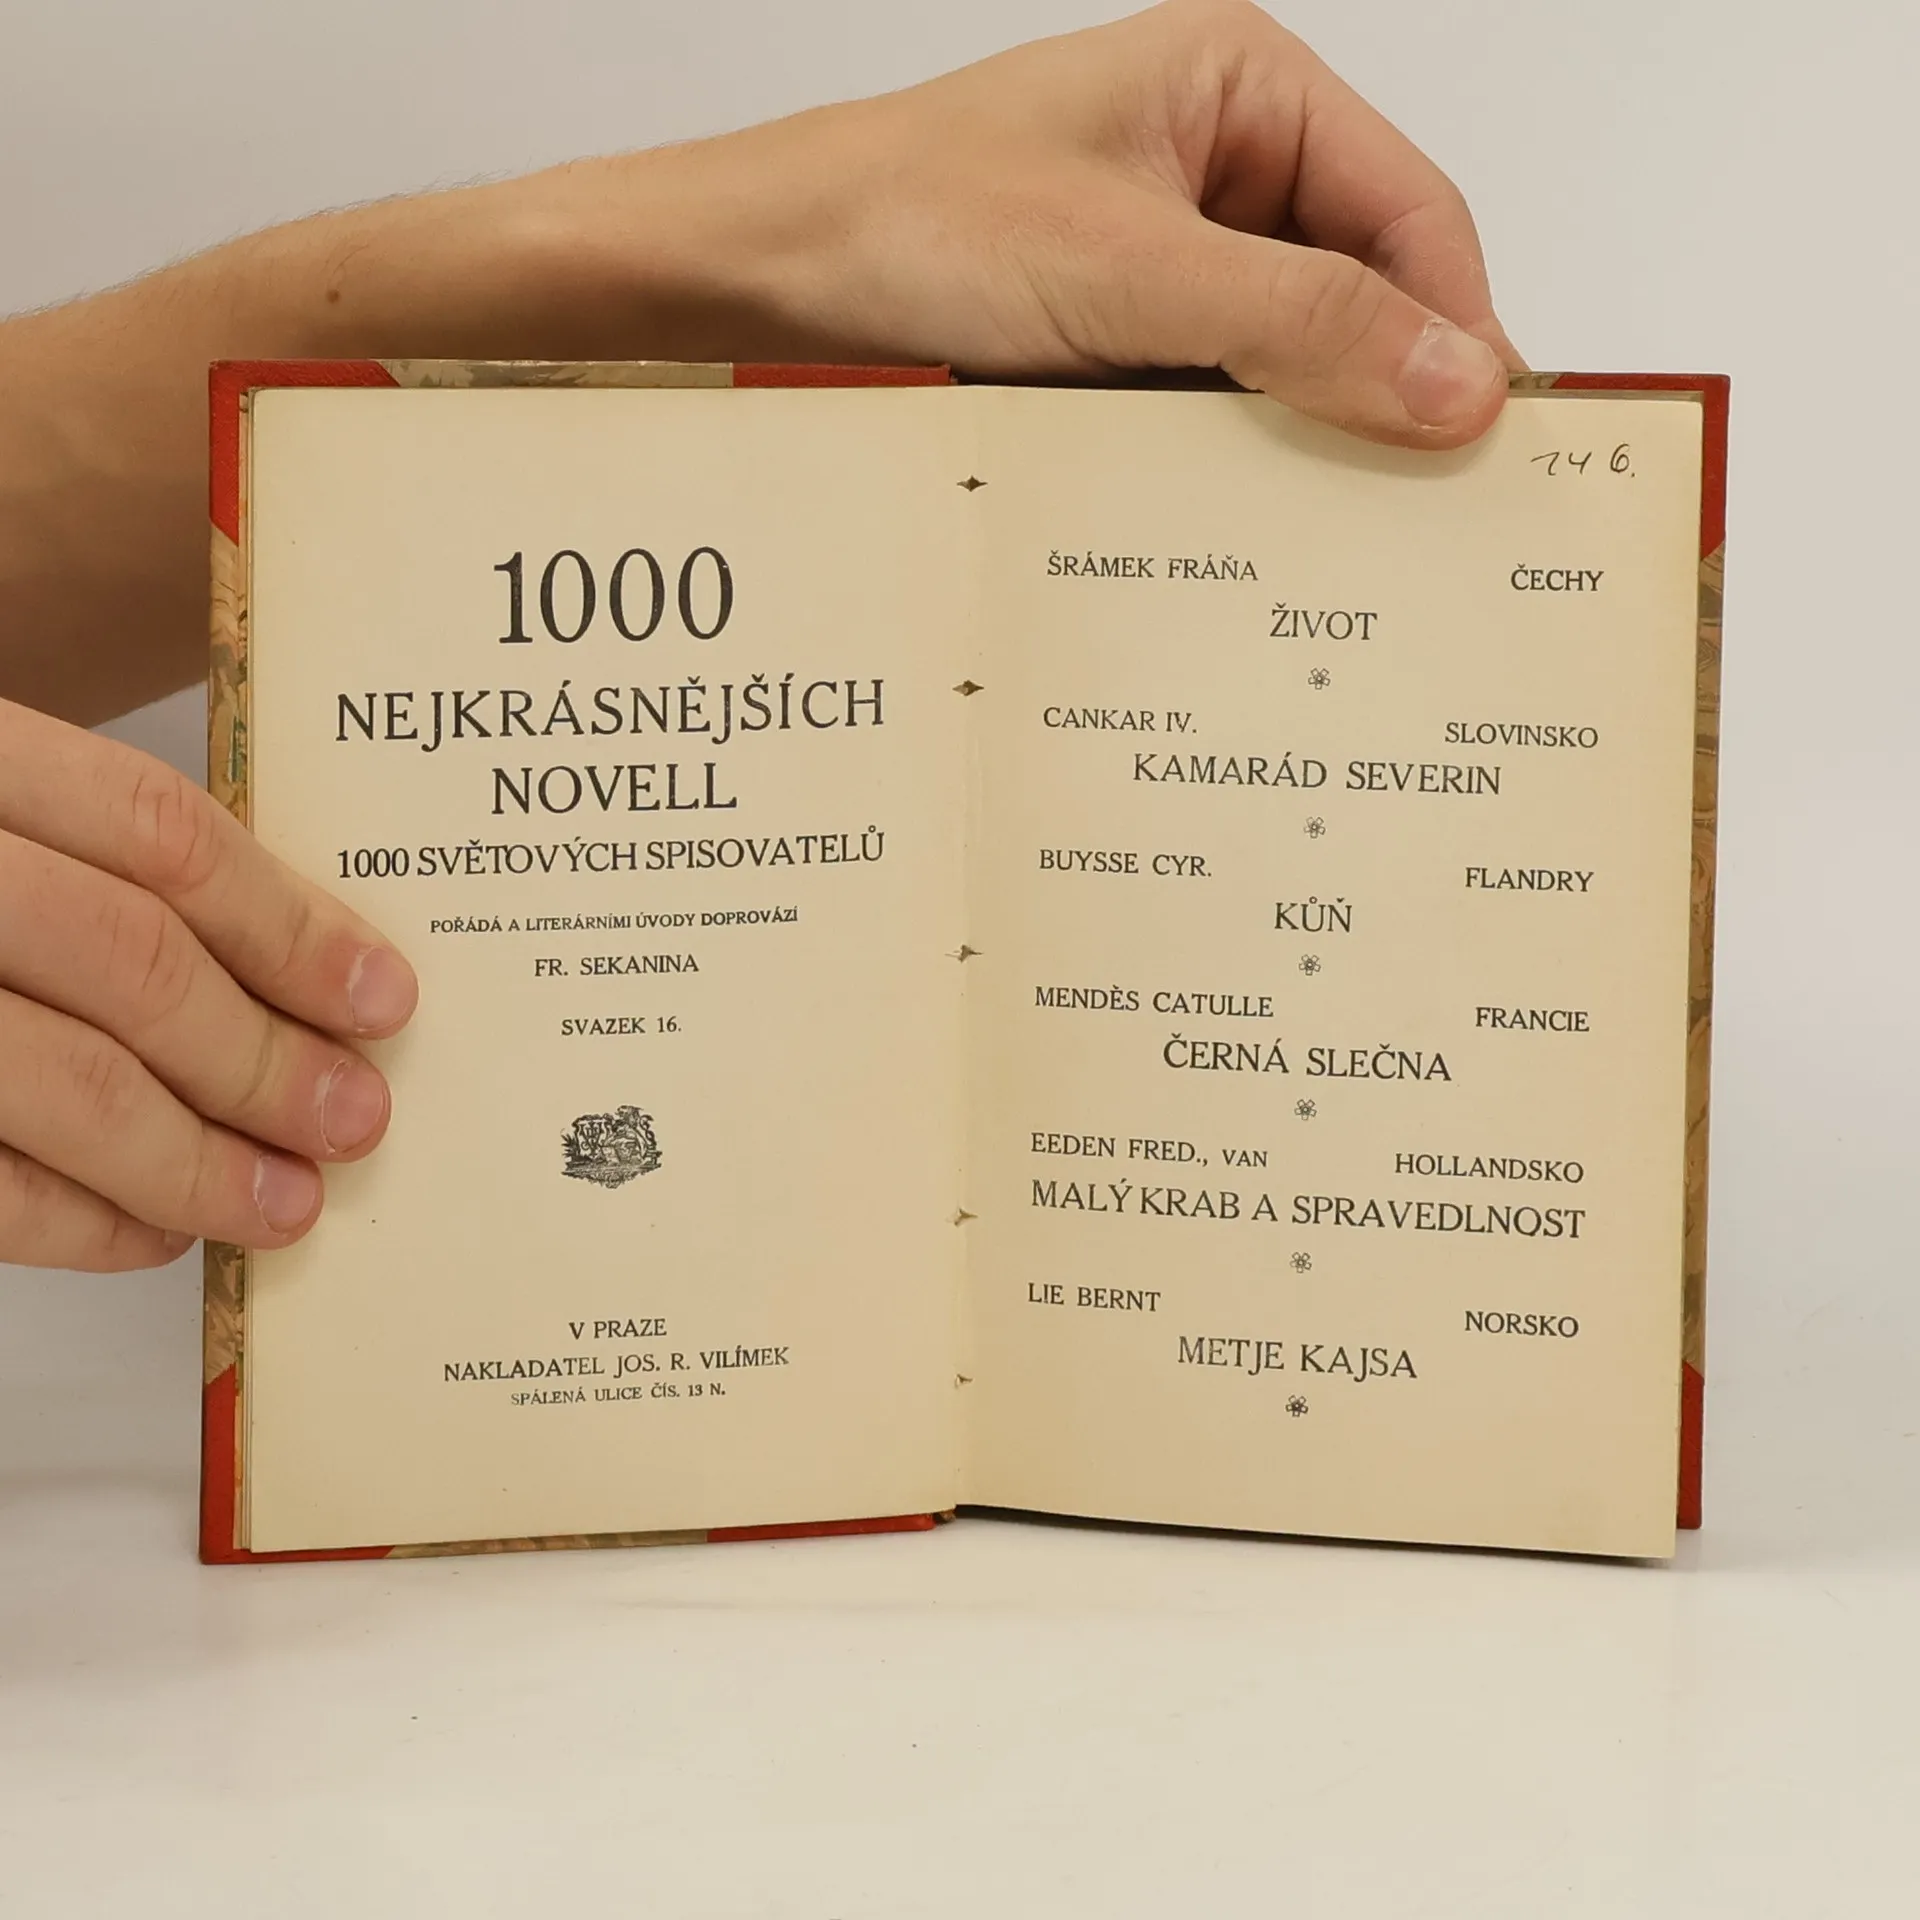 1000
NEJKRÁSNĚJŠÍCH
NOVELL
1000 SVĚTOVÝCH SPISOVATELŮ
POŘÁDÁ A LITERÁRNÍMI ÚVODY DOPROVÁZÍ
FR. SEKANINA
SVAZEK 16.
V PRAZE
NAKLADATEL JOS. R. VILÍMEK
SPÁLENÁ ULICE ČÍS. 13 N.
146.
ŠRÁMEK FRÁŇA ČECHY
ŽIVOT
CANKAR IV. SLOVINSKO
KAMARÁD SEVERIN
BUYSSE CYR. FLANDRY
KŮŇ
MENDÈS CATULLE FRANCIE
ČERNÁ SLEČNA
EEDEN FRED., VAN HOLLANDSKO
MALÝ KRAB A SPRAVEDLNOST
LIE BERNT NORSKO
METJE KAJSA